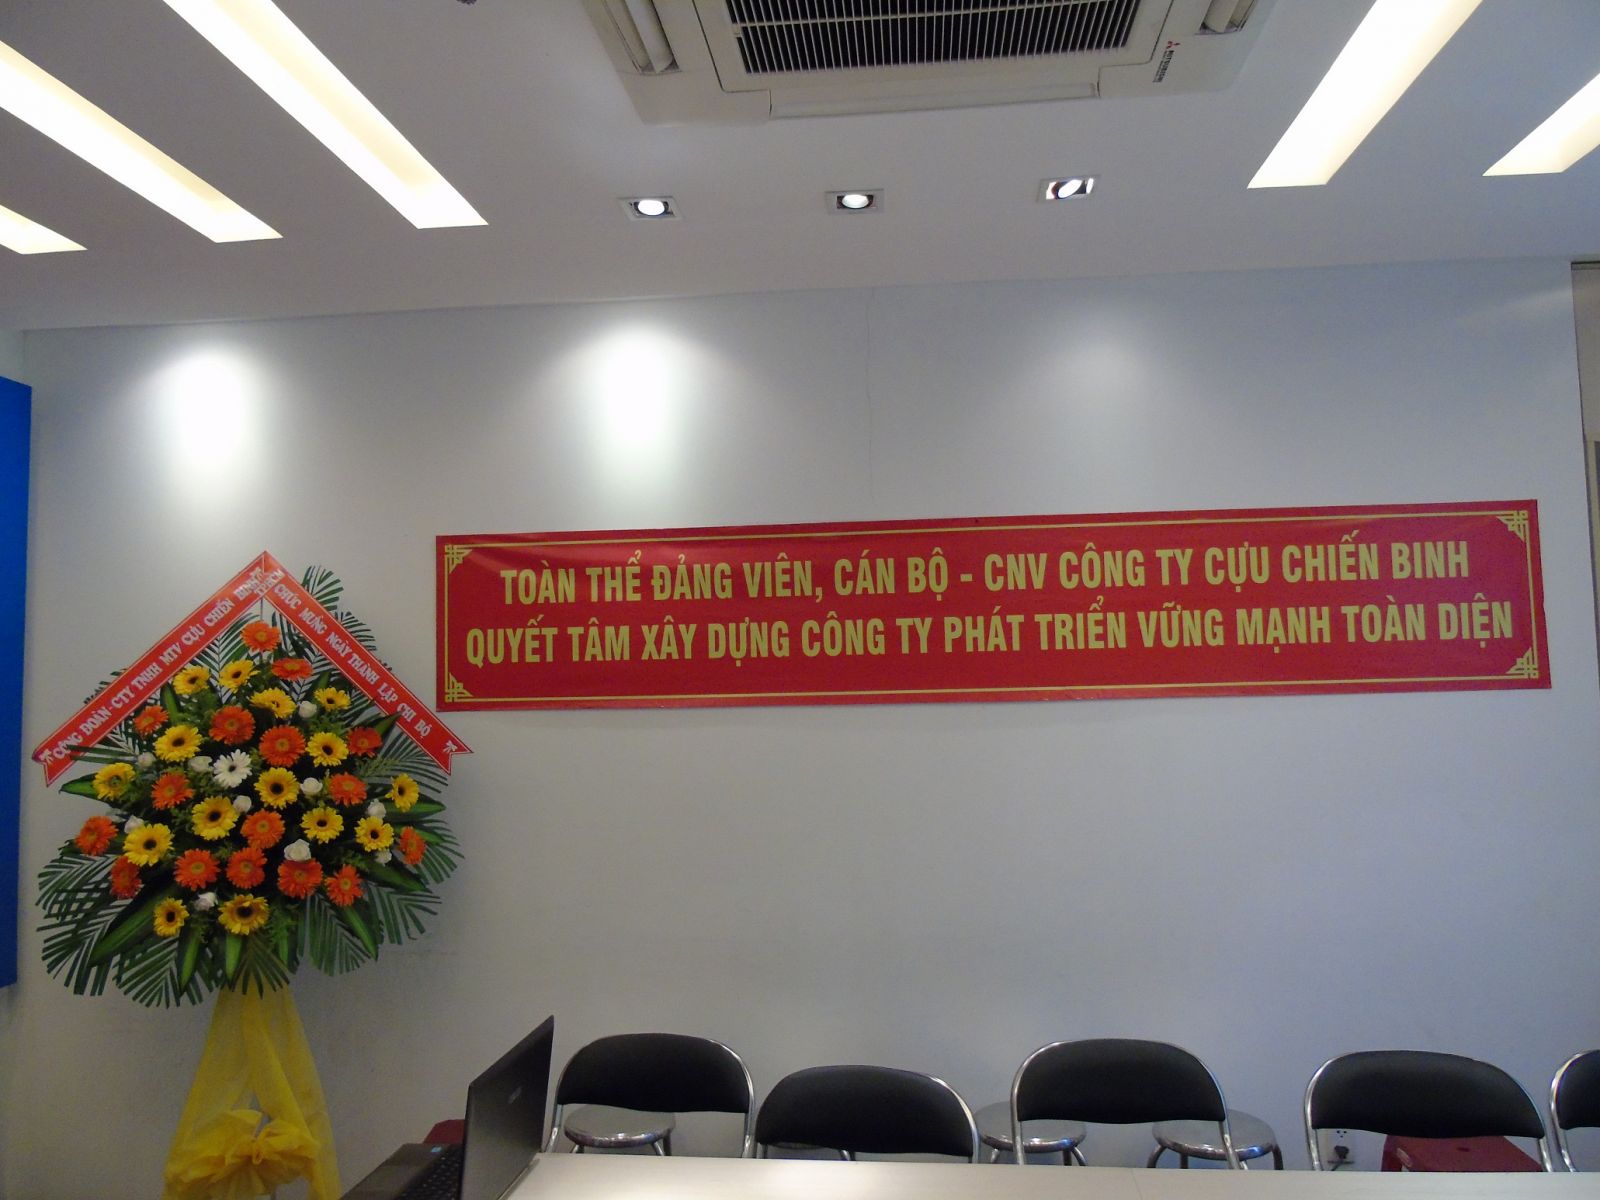 TOÀN THỂ ĐẢNG VIÊN, CÁN BỘ - CNV CÔNG TY CỰU CHIẾN BINH
QUYẾT TÂM XÂY DỰNG CÔNG TY PHÁT TRIỂN VỮNG MẠNH TOÀN DIỆN
CÔNG ĐOÀN - CTY TNHH MTV CỰU CHIẾN BINH
CHÚC MỪNG NGÀY THÀNH LẬP CHI BỘ
MITSUBISHI